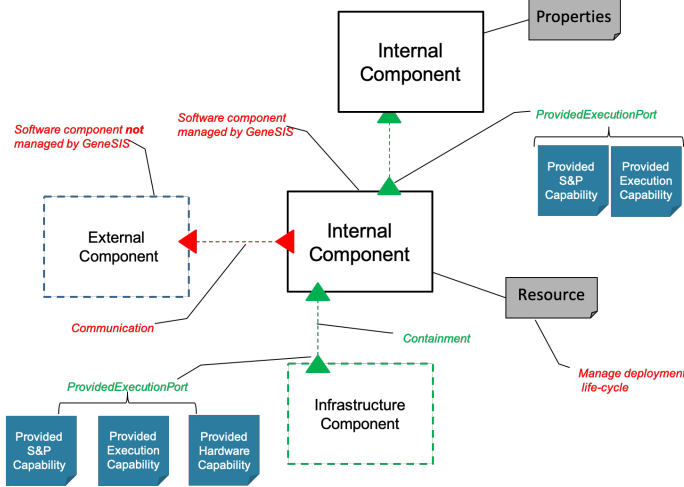 Properties
Internal
Component
ProvidedExecutionPort
Software component
managed by GeneSIS
Software component not
managed by GeneSIS
Provided
S&P
Capability
Provided
Execution
Capability
External
Component
Internal
Component
Resource
Communication
Containment
Manage deployment
life-cycle
ProvidedExecutionPort
Infrastructure
Component
Provided
S&P
Capability
Provided
Execution
Capability
Provided
Hardware
Capability